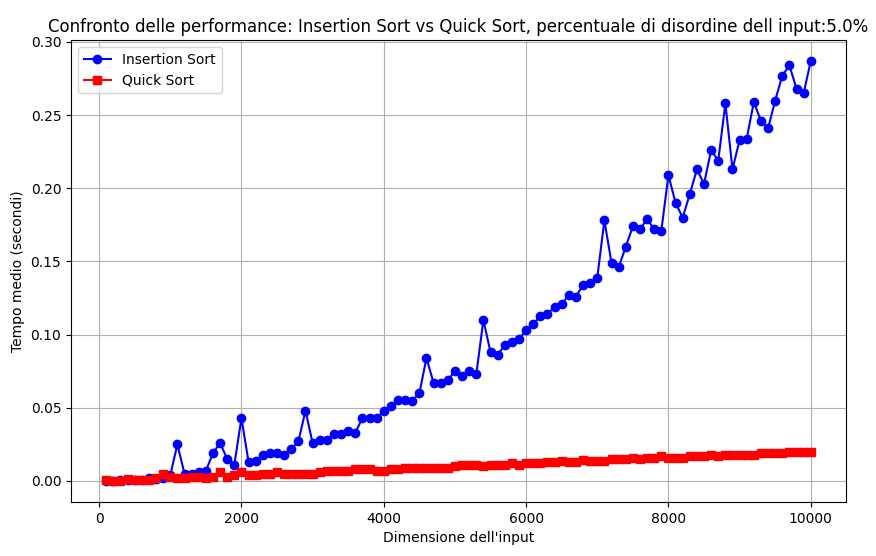 Confronto delle performance: Insertion Sort vs Quick Sort, percentuale di disordine dell input:5.0%
Insertion Sort
Quick Sort
0.30
0.25
0.20
0.15
0.10
0.05
0.00
Tempo medio (secondi)
0 2000 4000 6000 8000 10000
Dimensione dell'input